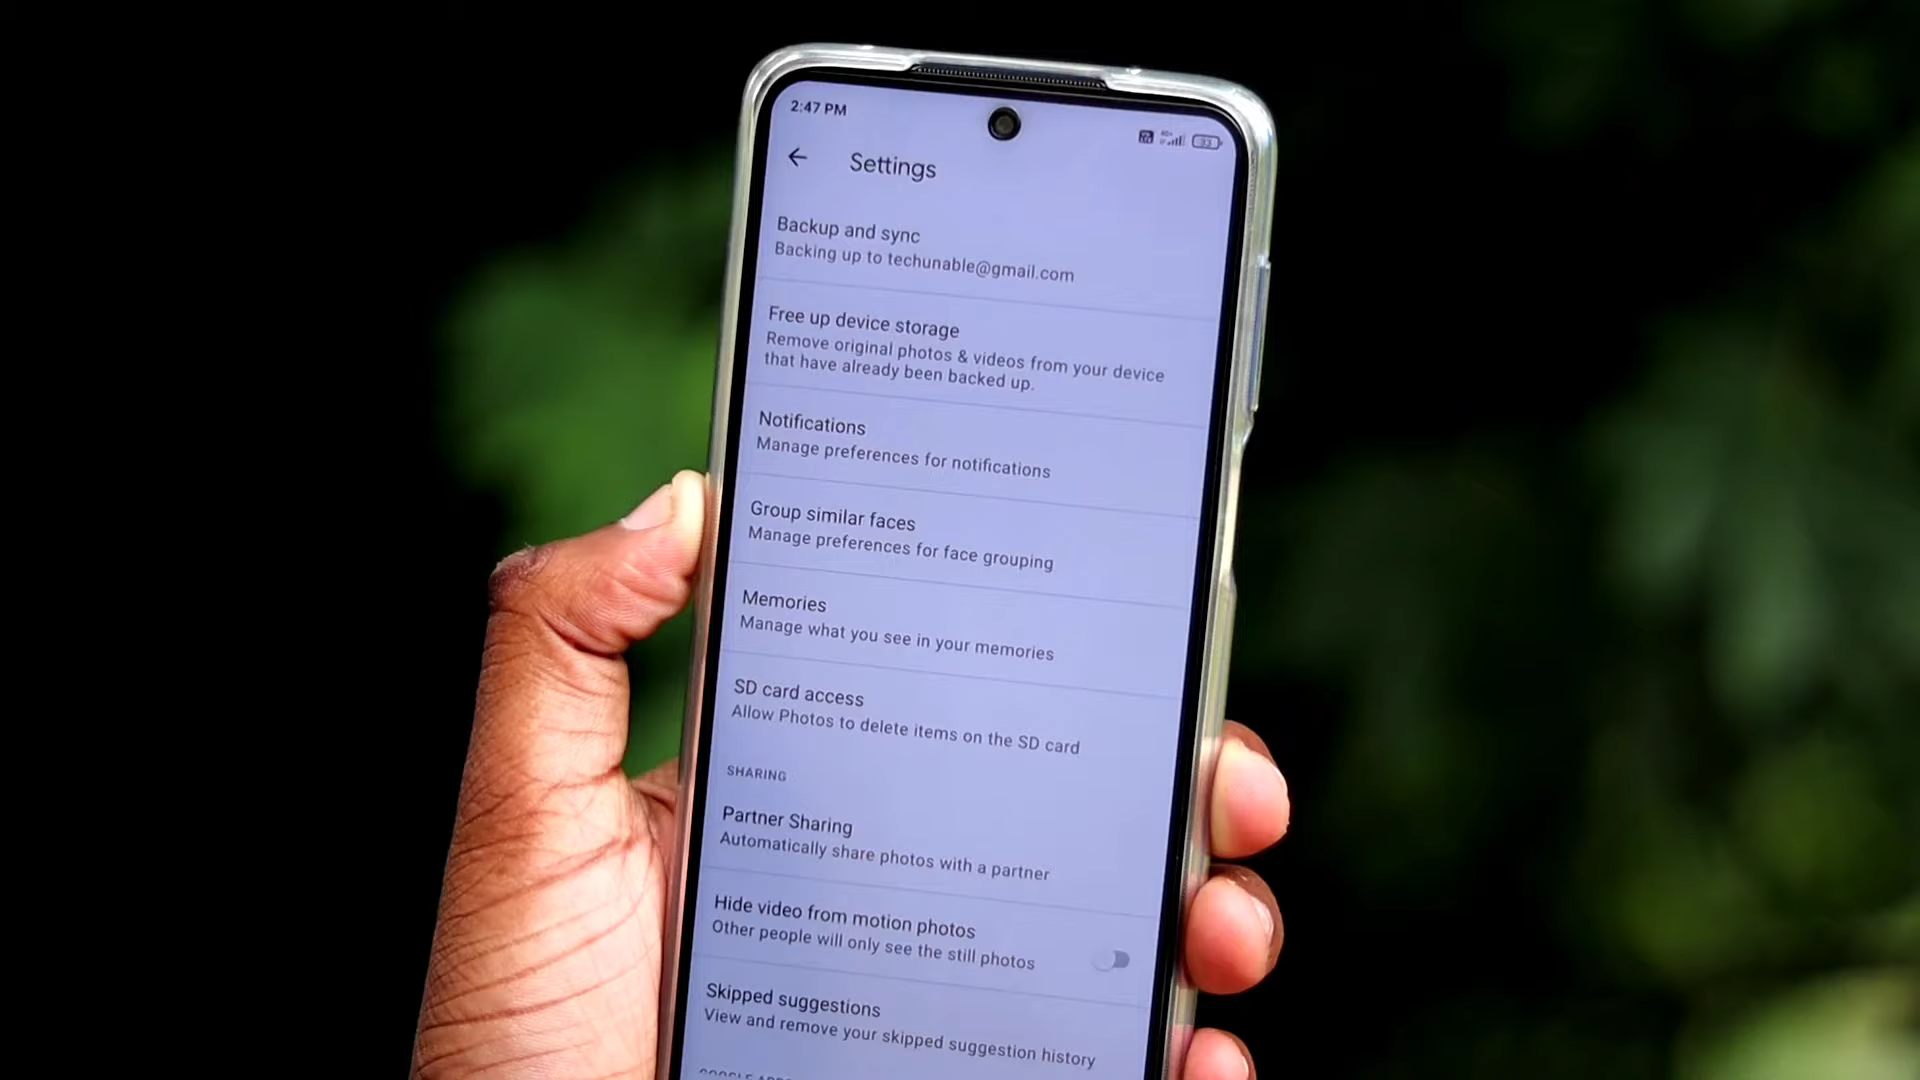 2:47 PM
33
Settings
Backup and sync
Backing up to techunable@gmail.com
Free up device storage
Remove original photos & videos from your device
that have already been backed up.
Notifications
Manage preferences for notifications
Group similar faces
Manage preferences for face grouping
Memories
Manage what you see in your memories
SD card access
Allow Photos to delete items on the SD card
SHARING
Partner Sharing
Automatically share photos with a partner
Hide video from motion photos
Other people will only see the still photos
Skipped suggestions
View and remove your skipped suggestion history